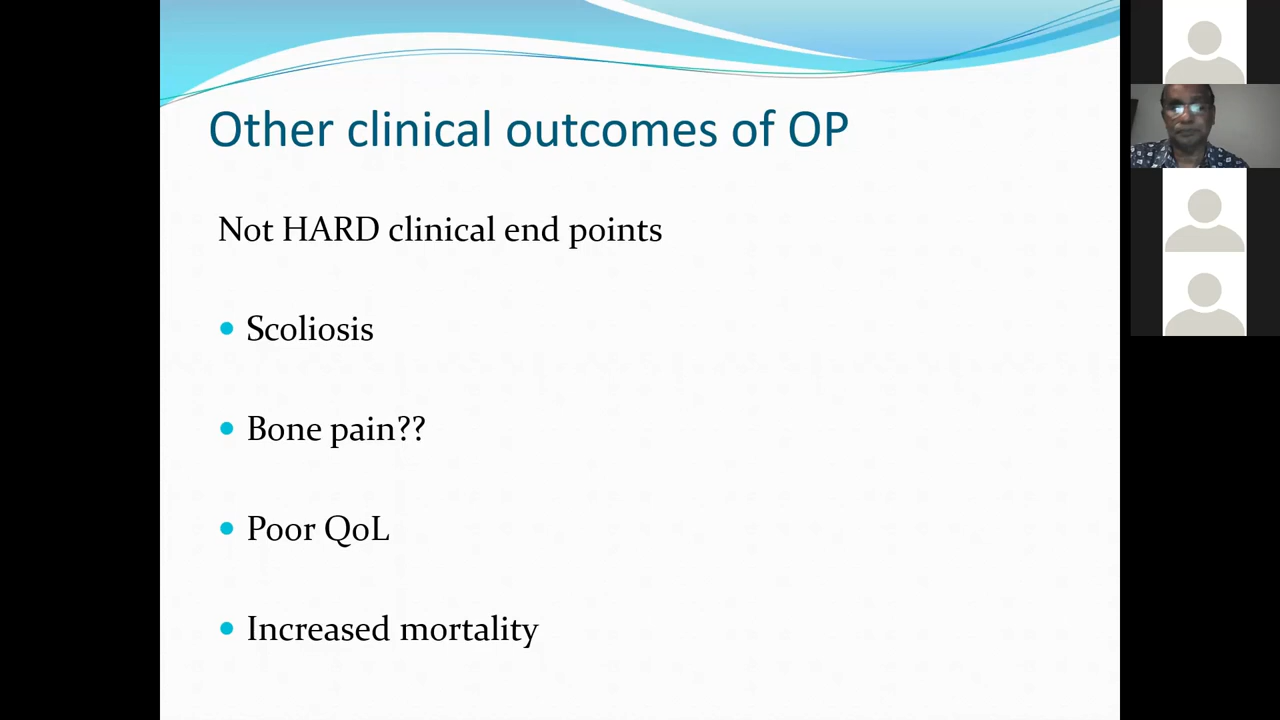 Other clinical outcomes of OP
Not HARD clinical end points
Scoliosis
Bone pain??
Poor QoL
Increased mortality